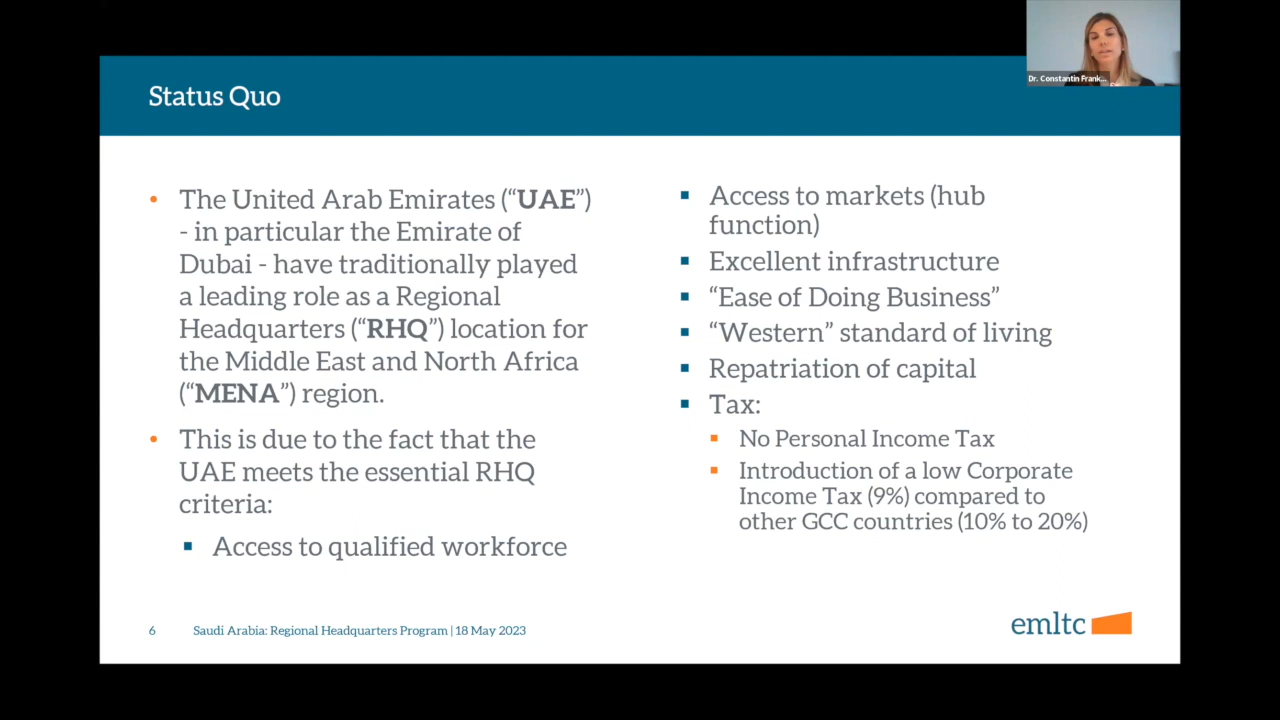 Dr. Constantin Frank...
Status Quo
• The United Arab Emirates (“UAE”)
- in particular the Emirate of
Dubai - have traditionally played
a leading role as a Regional
Headquarters (“RHQ”) location for
the Middle East and North Africa
(“MENA”) region.
• This is due to the fact that the
UAE meets the essential RHQ
criteria:
▪ Access to qualified workforce
▪ Access to markets (hub
function)
▪ Excellent infrastructure
▪ “Ease of Doing Business”
▪ “Western” standard of living
▪ Repatriation of capital
▪ Tax:
▪ No Personal Income Tax
▪ Introduction of a low Corporate
Income Tax (9%) compared to
other GCC countries (10% to 20%)
6 Saudi Arabia: Regional Headquarters Program | 18 May 2023
emltc